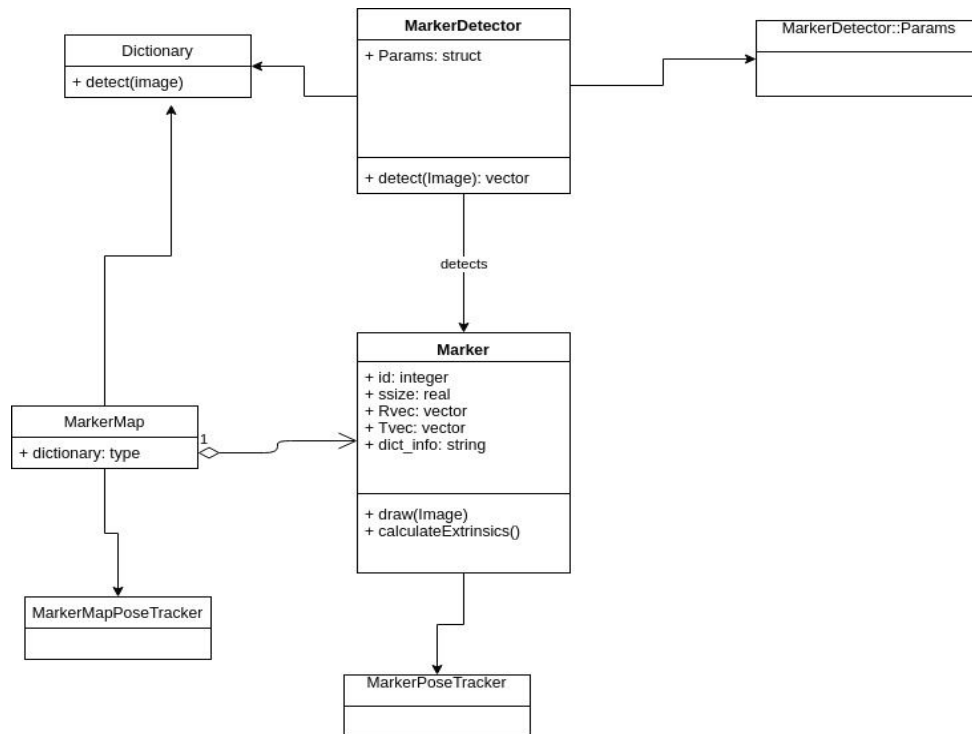 MarkerDetector
+ Params: struct
+ detect(Image): vector
MarkerDetector::Params
Dictionary
+ detect(image)
detects
Marker
+ id: integer
+ ssize: real
+ Rvec: vector
+ Tvec: vector
+ dict_info: string
+ draw(Image)
+ calculateExtrinsics()
MarkerMap
+ dictionary: type
1
MarkerMapPoseTracker
MarkerPoseTracker